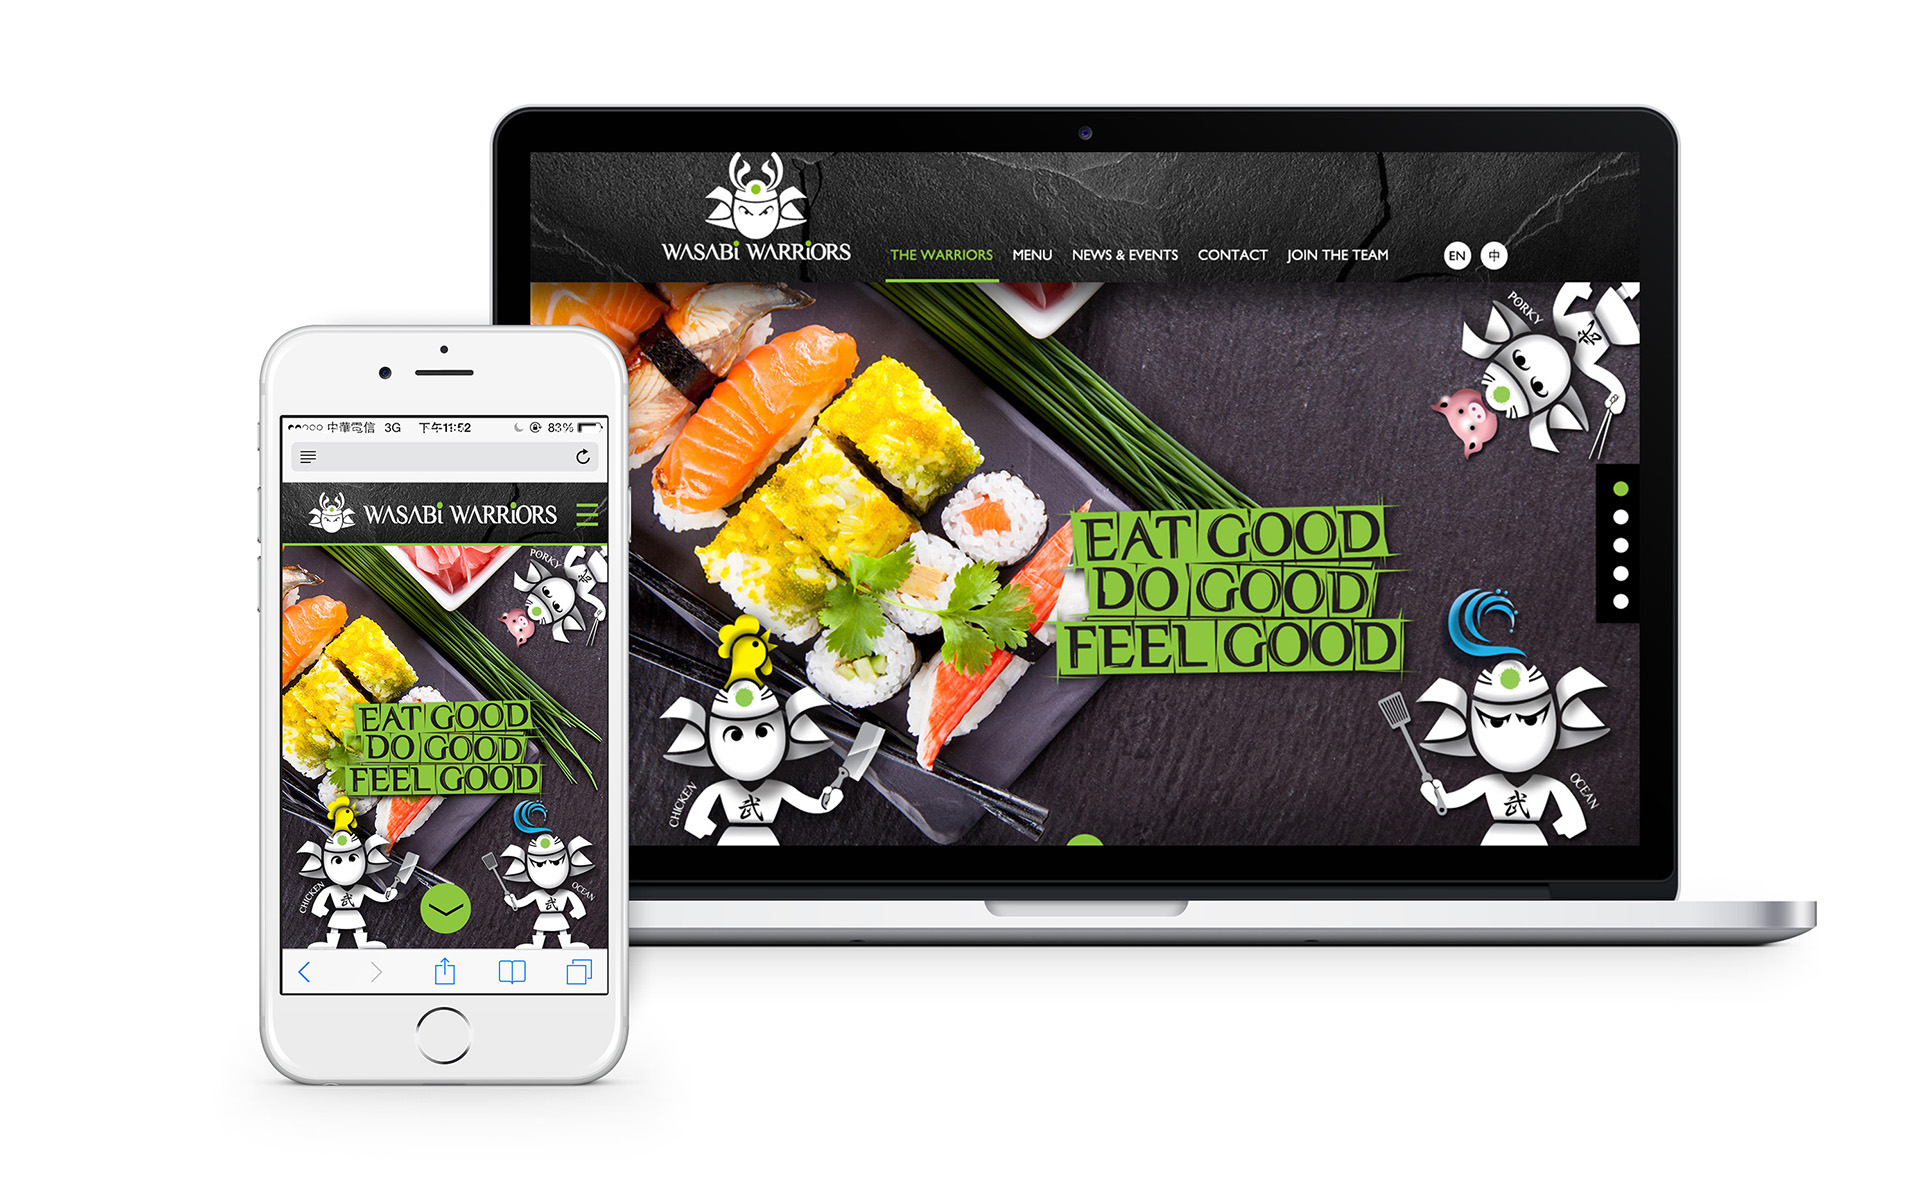 WASABi WARRiORS
THE WARRIORS MENU NEWS & EVENTS CONTACT JOIN THE TEAM EN 中
PORKY
EAT GOOD
DO GOOD
FEEL GOOD
CHICKEN
武
武
OCEAN
中華電信 3G 下午11:52 83%
WASABi WARRiORS
PORKY
EAT GOOD
DO GOOD
FEEL GOOD
CHICKEN
武
武
OCEAN